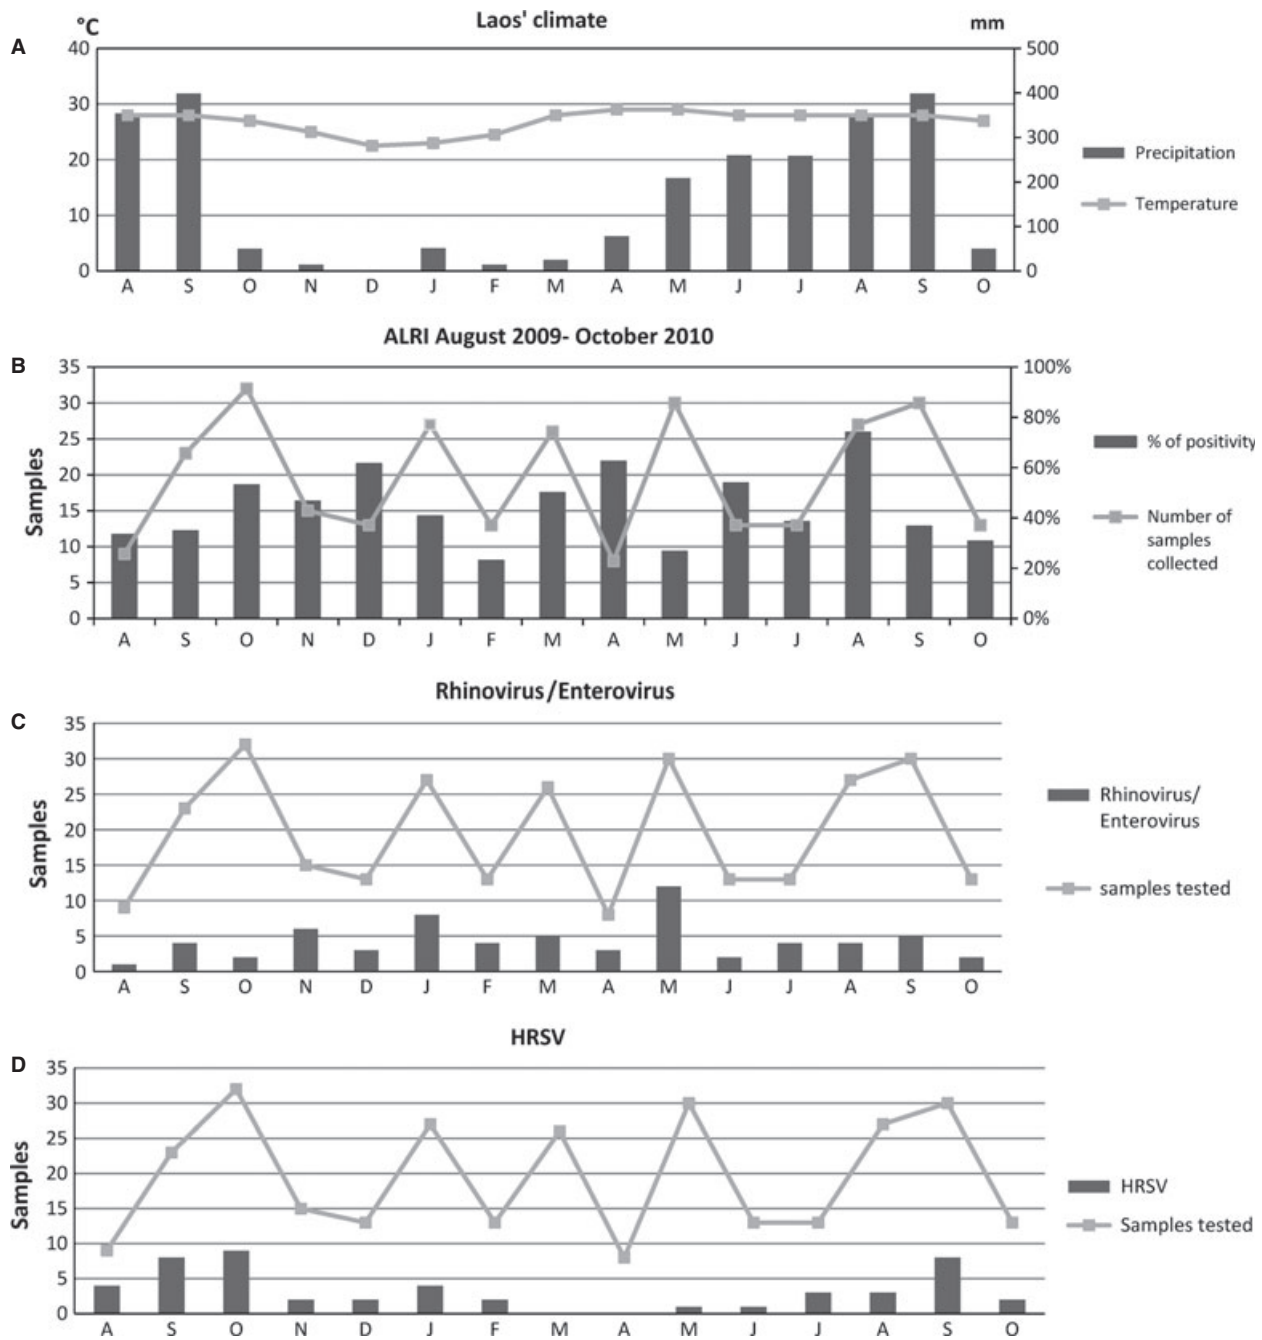 Laos' climate
°C
mm
A
40
30
20
10
0
500
400
300
200
100
0
A S O N D J F M A M J J A S O
Precipitation
Temperature
ALRI August 2009- October 2010
B
35
30
25
20
15
10
5
0
Samples
100%
80%
60%
40%
20%
0%
A S O N D J F M A M J J A S O
% of positivity
Number of
samples
collected
Rhinovirus/Enterovirus
C
35
30
25
20
15
10
5
0
Samples
A S O N D J F M A M J J A S O
Rhinovirus/
Enterovirus
samples tested
HRSV
D
35
30
25
20
15
10
5
0
Samples
A S O N D J F M A M J J A S O
HRSV
Samples tested